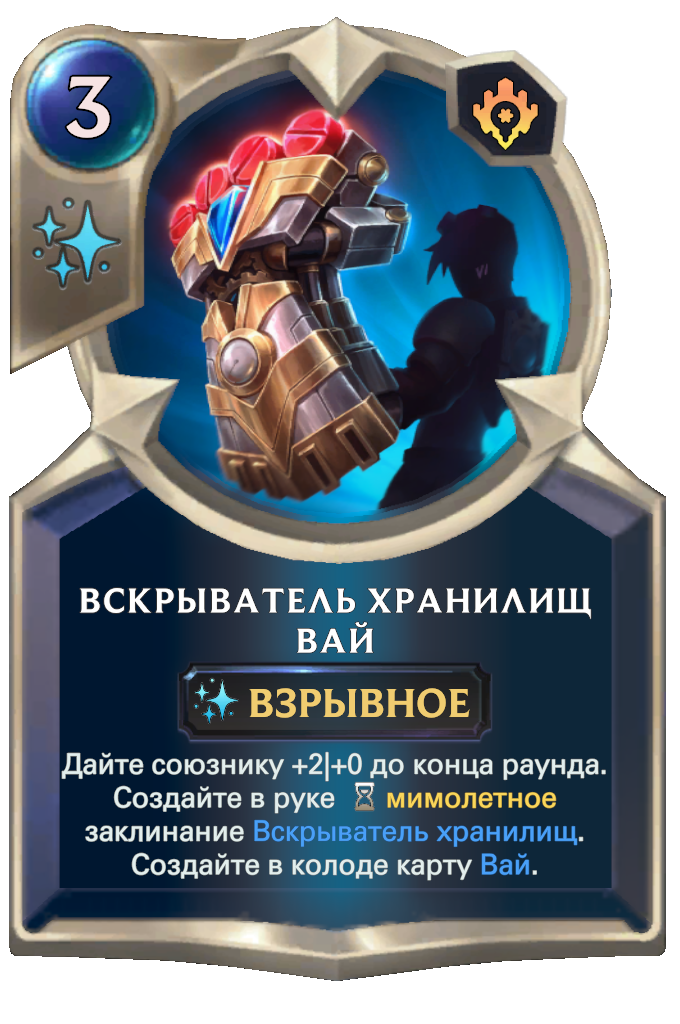 3
ВСКРЫВАТЕЛЬ ХРАНИЛИЩ
ВАЙ
ВЗРЫВНОЕ
Дайте союзнику +2|+0 до конца раунда.
Создайте в руке мимолетное
заклинание Вскрыватель хранилищ.
Создайте в колоде карту Вай.